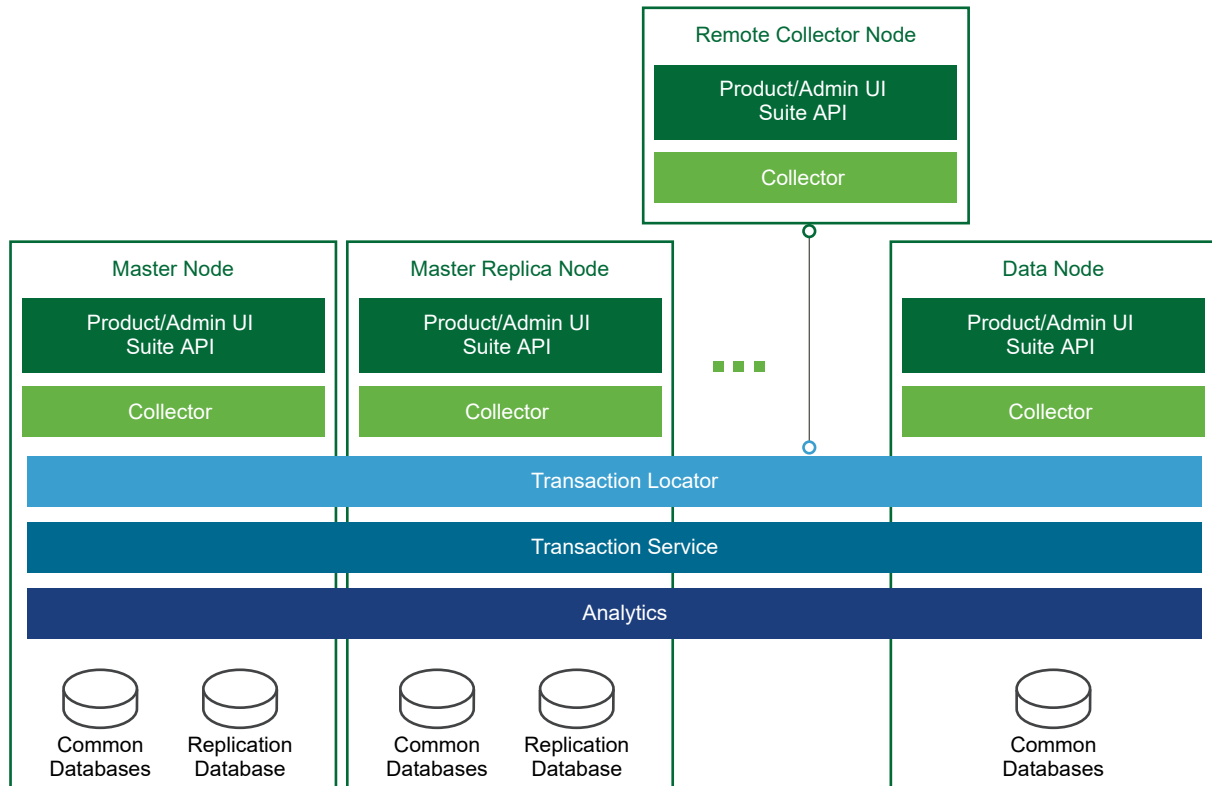 Remote Collector Node
Product/Admin UI
Suite API
Collector
Master Node
Product/Admin UI
Suite API
Collector
Master Replica Node
Product/Admin UI
Suite API
Collector
Data Node
Product/Admin UI
Suite API
Collector
Transaction Locator
Transaction Service
Analytics
Common
Databases
Replication
Database
Common
Databases
Replication
Database
Common
Databases